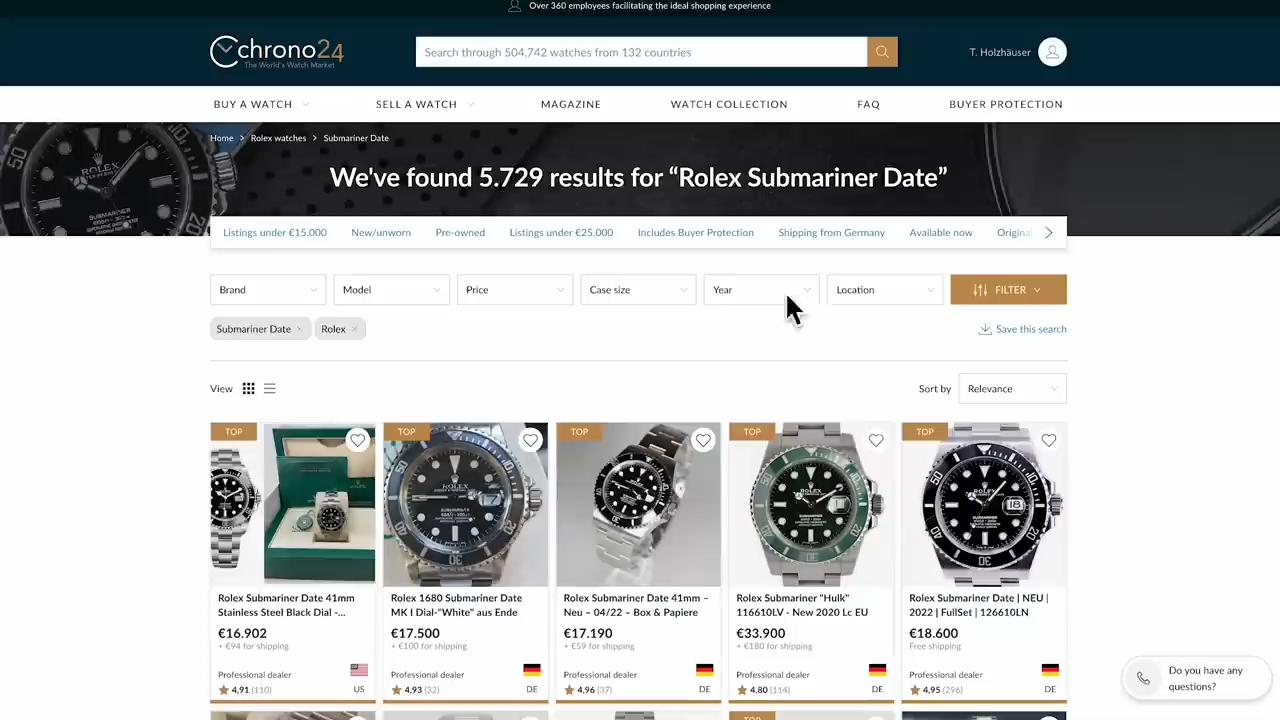 Over 360 employees facilitating the ideal shopping experience
chrono24
The World's Watch Market
Search through 504.742 watches from 132 countries
T. Holzhäuser
BUY A WATCH
SELL A WATCH
MAGAZINE
WATCH COLLECTION
FAQ
BUYER PROTECTION
Home > Rolex watches > Submariner Date
We've found 5.729 results for “Rolex Submariner Date”
Listings under €15.000
New/unworn
Pre-owned
Listings under €25.000
Includes Buyer Protection
Shipping from Germany
Available now
Origina
Brand
Model
Price
Case size
Year
Location
FILTER
Submariner Date ×
Rolex ×
Save this search
View
Sort by
Relevance
TOP
Rolex Submariner Date 41mm
Stainless Steel Black Dial -...
€16.902
+ €94 for shipping
Professional dealer
4,91 (110)
US
TOP
Rolex 1680 Submariner Date
MK I Dial-"White" aus Ende
€17.500
+ €100 for shipping
Professional dealer
4.93 (32)
DE
TOP
Rolex Submariner Date 41mm –
Neu – 04/22 – Box & Papiere
€17.190
+ €59 for shipping
Professional dealer
4,96 (37)
DE
TOP
Rolex Submariner "Hulk"
116610LV - New 2020 Lc EU
€33.900
+ €180 for shipping
Professional dealer
4.80 (114)
DE
TOP
Rolex Submariner Date | NEU |
2022 | FullSet | 126610LN
€18.600
Free shipping
Professional dealer
4,95 (296)
DE
TOP
Do you have any
questions?